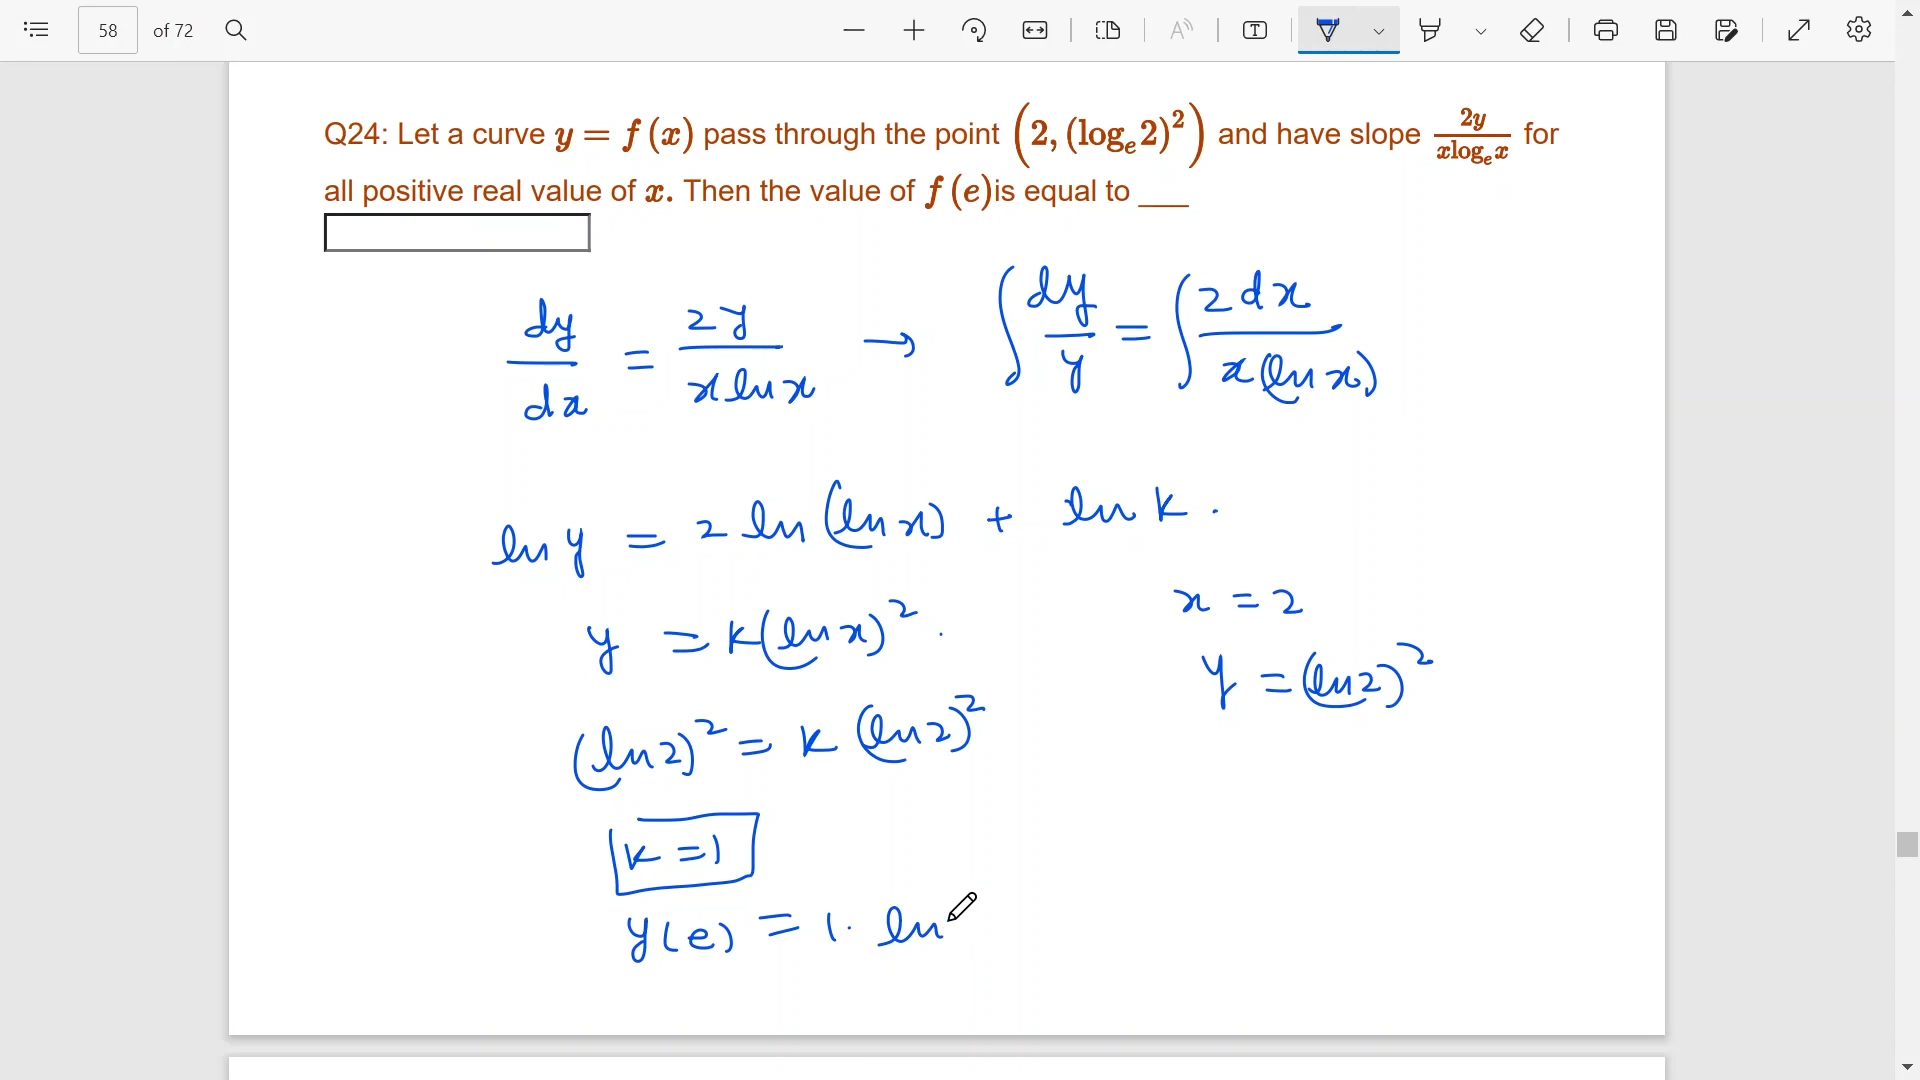 58 of 72
Q24: Let a curve y = f (x) pass through the point (2, (logₑ2)²) and have slope 2y/(xlogₑx) for
all positive real value of x. Then the value of f (e)is equal to ___
dy/dx = 2y/(x ln x) → ∫ dy/y = ∫ 2dx/(x(ln x))
ln y = 2 ln (ln x) + ln k .
y = k(ln x)² .
x = 2
y = (ln2)²
(ln2)² = k (ln2)²
k = 1
y(e) = 1. ln